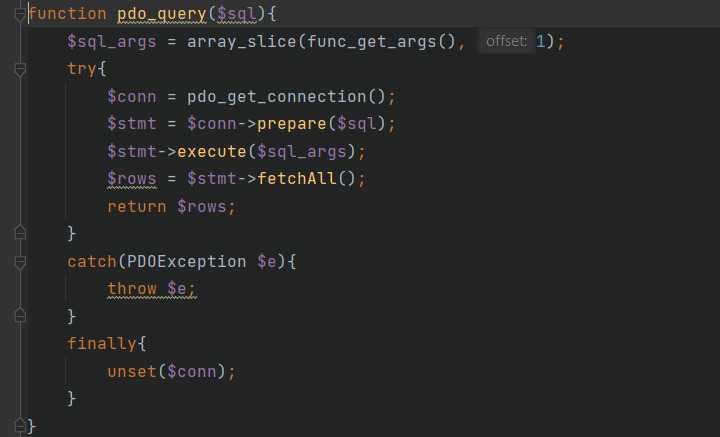 function pdo_query($sql){
    $sql_args = array_slice(func_get_args(), offset: 1);
    try{
        $conn = pdo_get_connection();
        $stmt = $conn->prepare($sql);
        $stmt->execute($sql_args);
        $rows = $stmt->fetchAll();
        return $rows;
    }
    catch(PDOException $e){
        throw $e;
    }
    finally{
        unset($conn);
    }
}